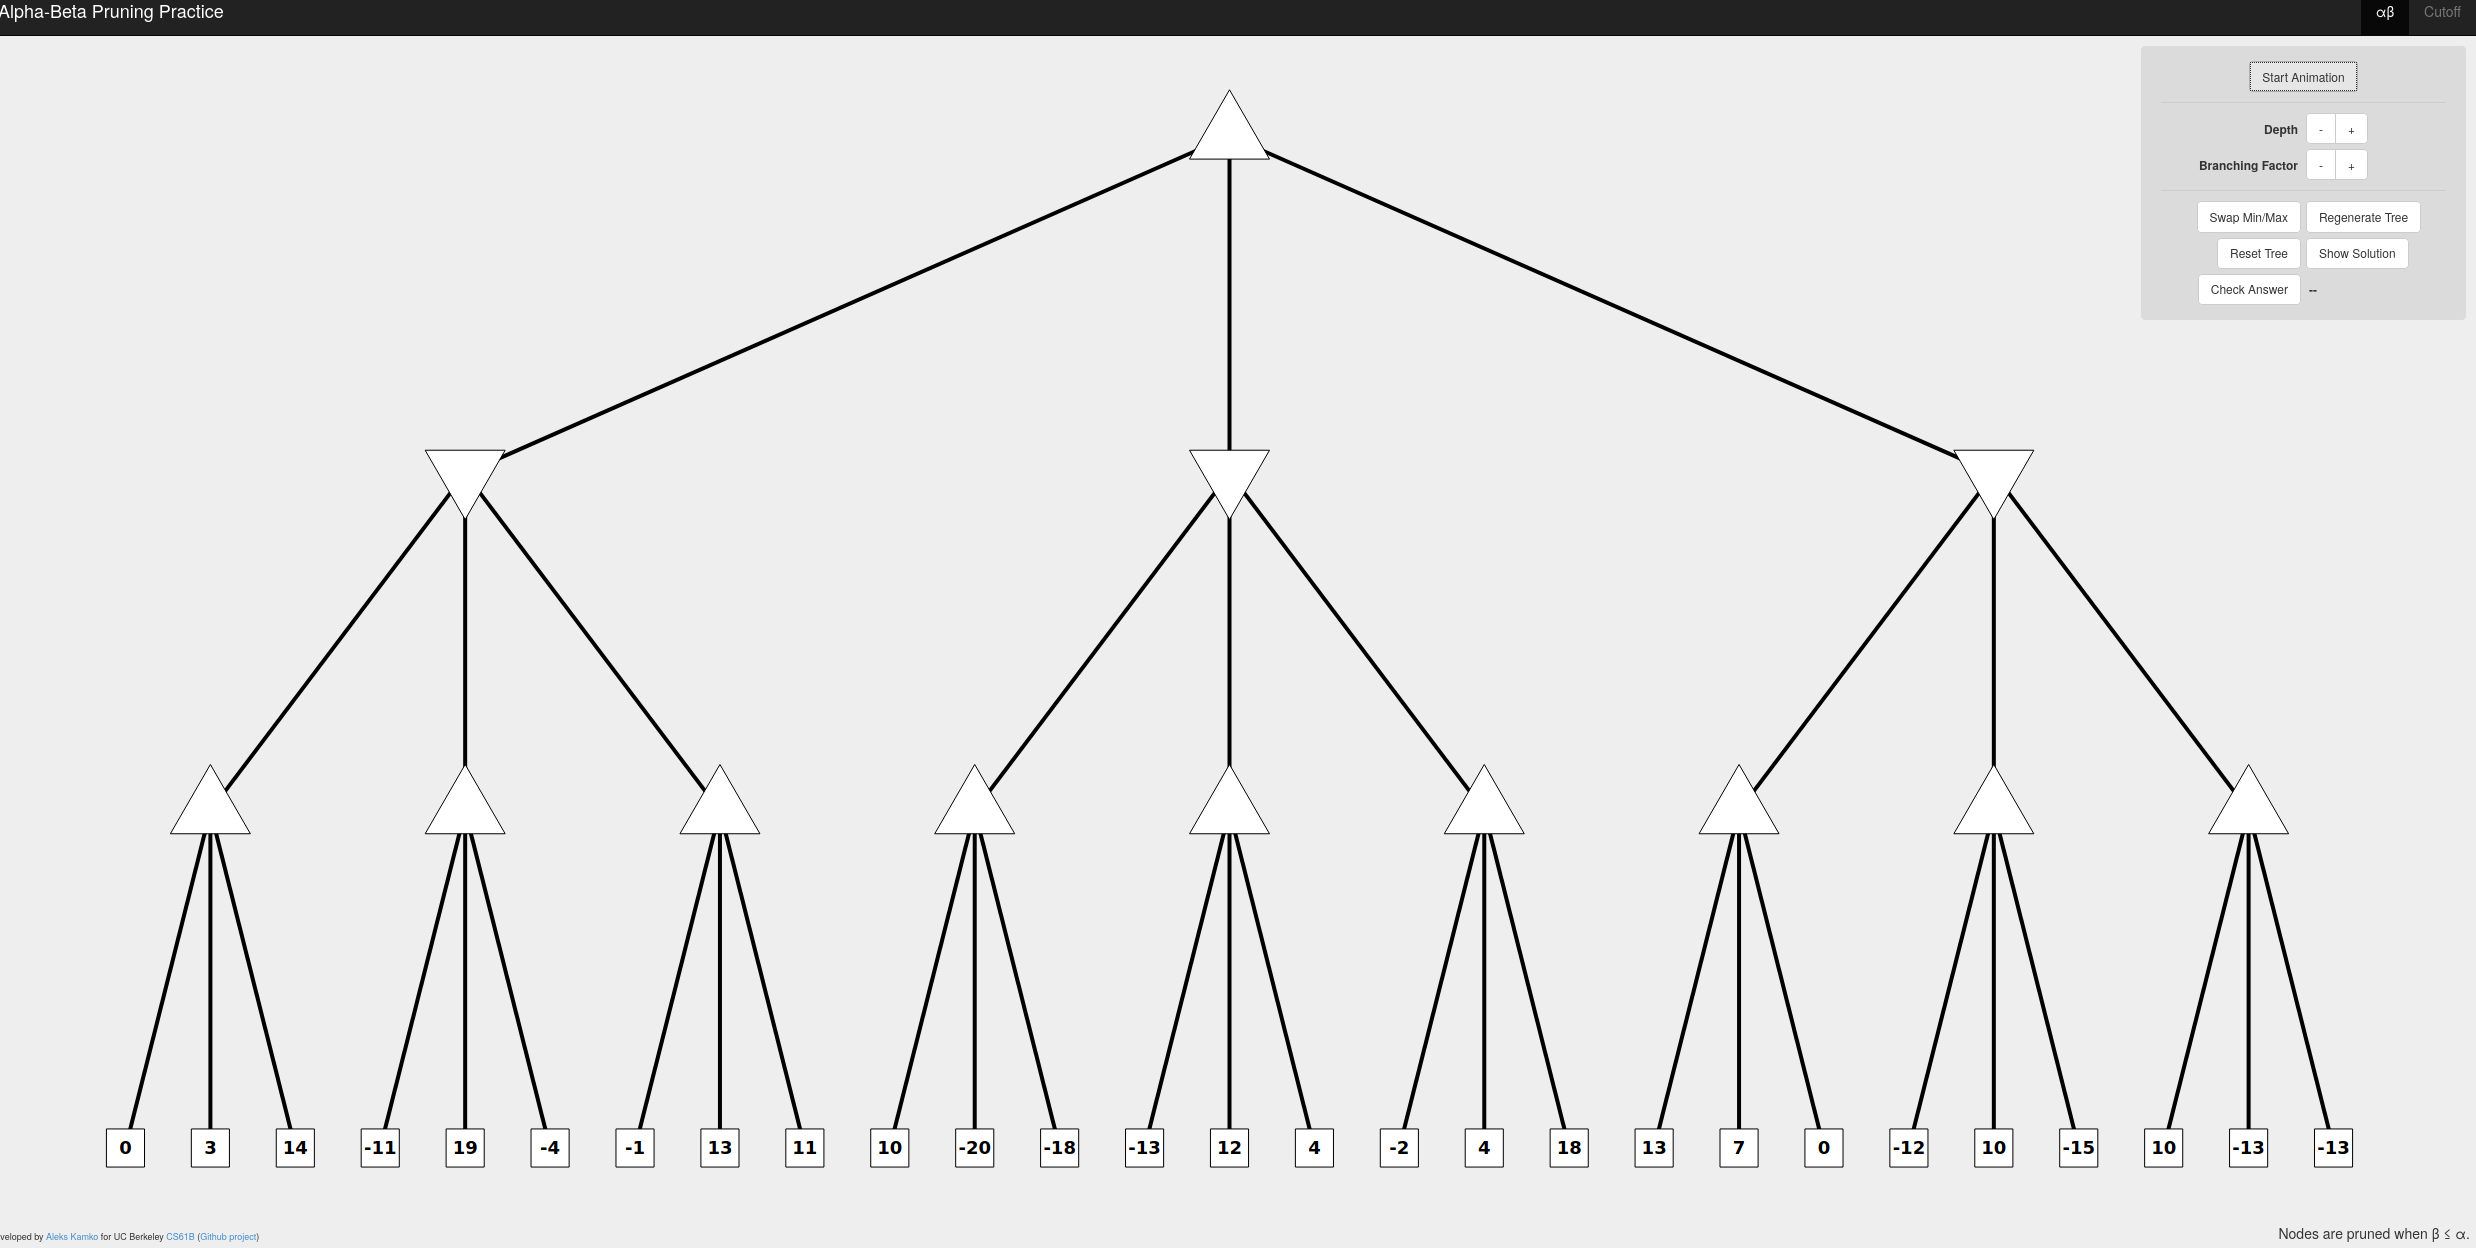 Alpha-Beta Pruning Practice
αβ Cutoff
Start Animation
Depth - +
Branching Factor - +
Swap Min/Max Regenerate Tree
Reset Tree Show Solution
Check Answer --
0 3 14 -11 19 -4 -1 13 11 10 -20 -18 -13 12 4 -2 4 18 13 7 0 -12 10 -15 10 -13 -13
veloped by Aleks Kamko for UC Berkeley CS61B (Github project)
Nodes are pruned when β ≤ α.